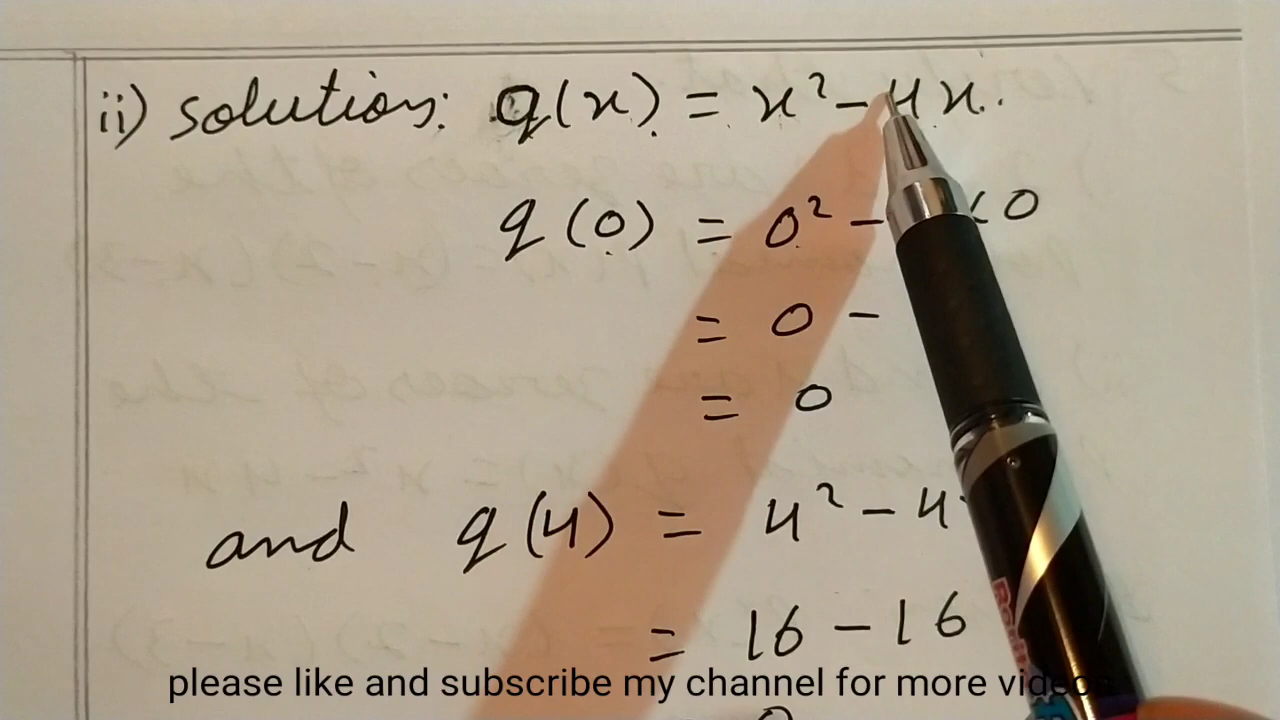 ii) solution: q(x) = x² - 4x.
q(0) = 0² - × 0
= 0 -
= 0
and q(4) = 4² - 4
= 16 - 16
please like and subscribe my channel for more videos